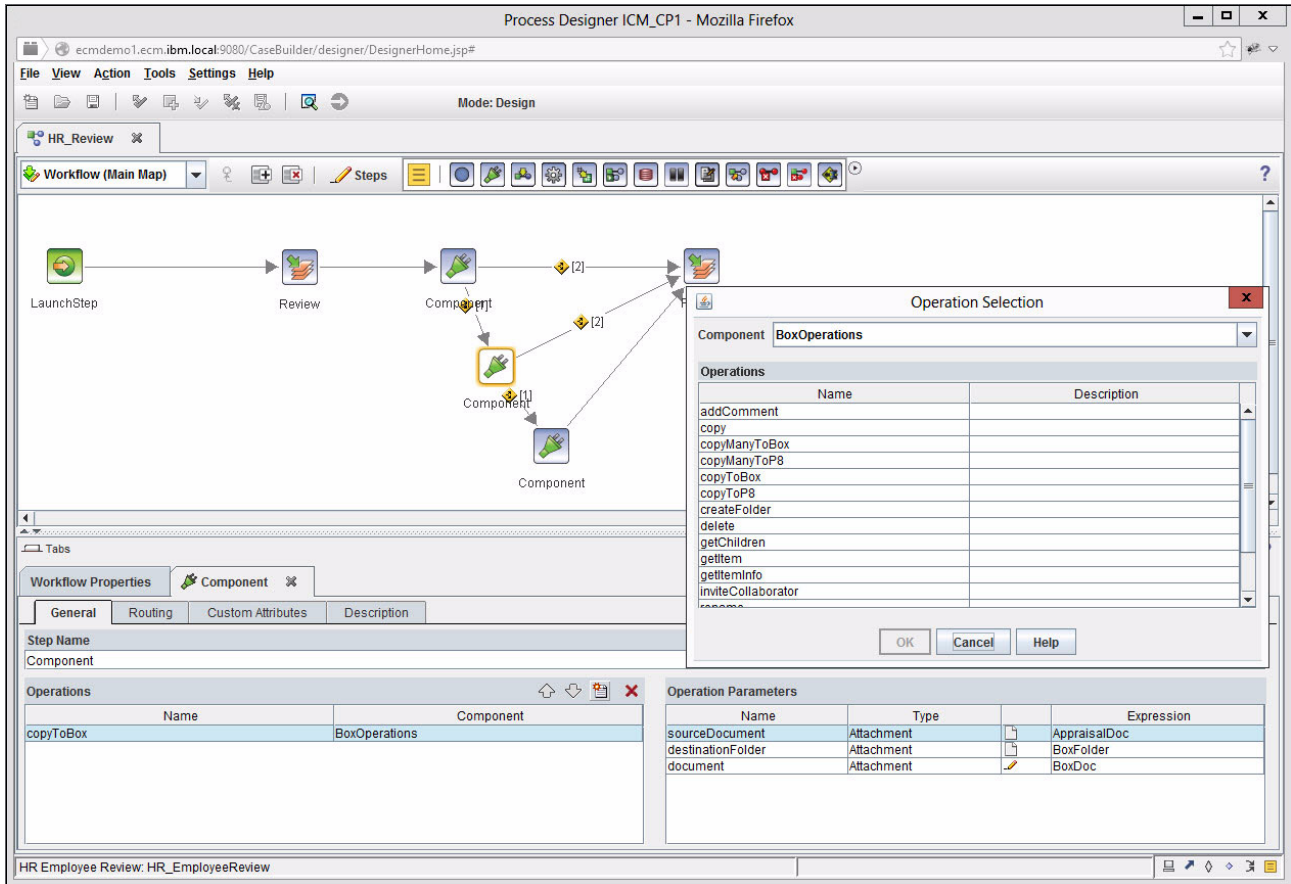 Process Designer ICM_CP1 - Mozilla Firefox
ecmdemo1.ecm.ibm.local:9080/CaseBuilder/designer/DesignerHome.jsp#
File View Action Tools Settings Help
Mode: Design
HR_Review
Workflow (Main Map) Steps ?
[2]
LaunchStep Review Component
[1]
[2]
Component
[1]
Component
Operation Selection
Component BoxOperations
Operations
Name Description
addComment
copy
copyManyToBox
copyManyToP8
copyToBox
copyToP8
createFolder
delete
getChildren
getItem
getItemInfo
inviteCollaborator
OK Cancel Help
Tabs
Workflow Properties Component
General Routing Custom Attributes Description
Step Name
Component
Operations
Name Component
copyToBox BoxOperations
Operation Parameters
Name Type Expression
sourceDocument Attachment AppraisalDoc
destinationFolder Attachment BoxFolder
document Attachment BoxDoc
HR Employee Review: HR_EmployeeReview